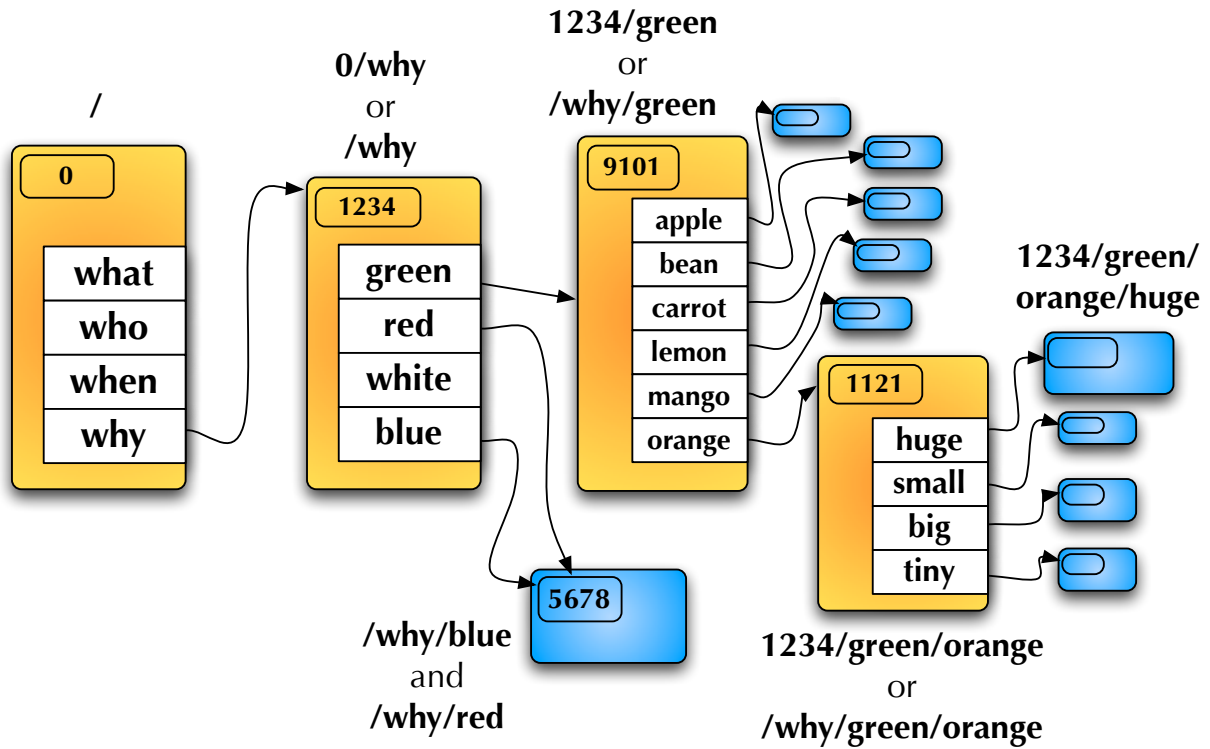 /
0
what
who
when
why
0/why
or
/why
1234
green
red
white
blue
1234/green
or
/why/green
9101
apple
bean
carrot
lemon
mango
orange
5678
/why/blue
and
/why/red
1234/green/
orange/huge
1121
huge
small
big
tiny
1234/green/orange
or
/why/green/orange